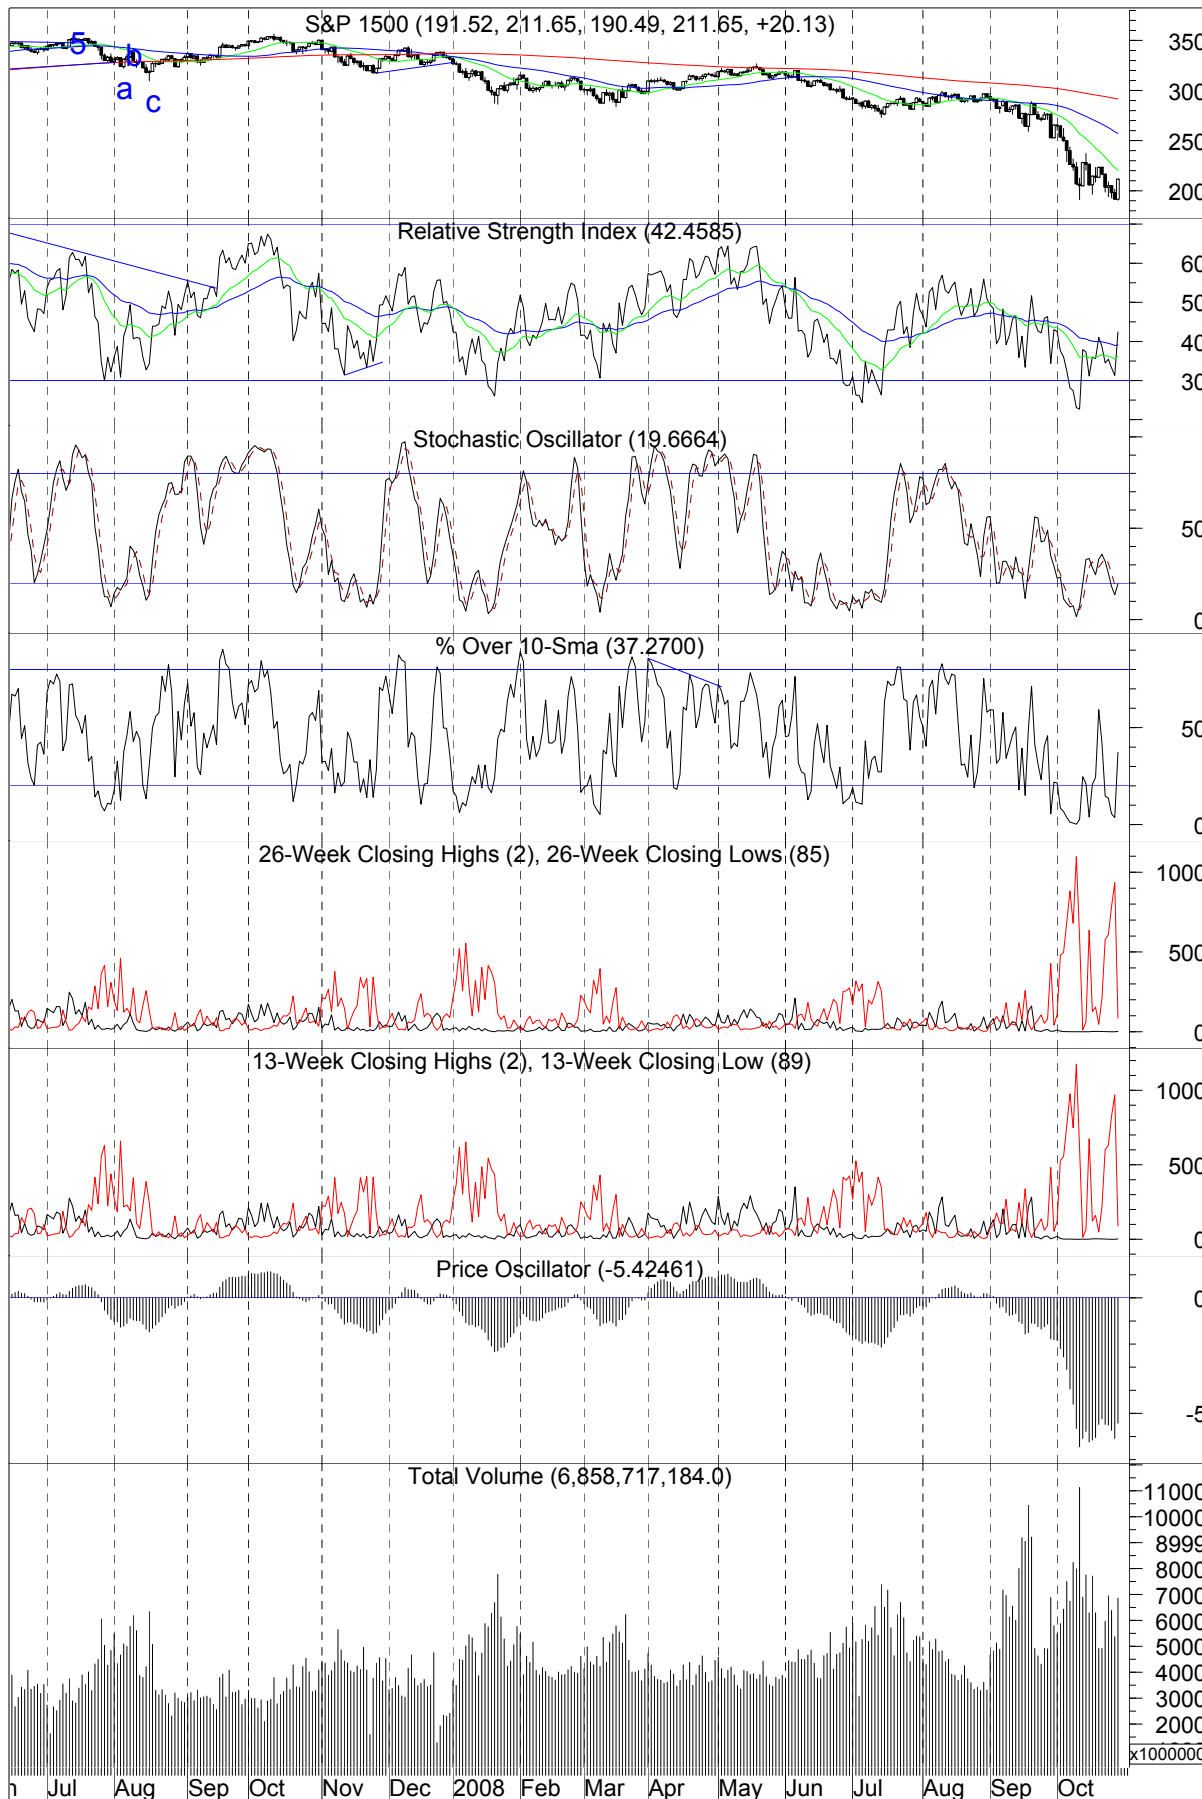 S&P 1500 (191.52, 211.65, 190.49, 211.65, +20.13)
5
b
a
c
350
300
250
200
Relative Strength Index (42.4585)
60
50
40
30
Stochastic Oscillator (19.6664)
50
0
% Over 10-Sma (37.2700)
50
0
26-Week Closing Highs (2), 26-Week Closing Lows (85)
1000
500
0
13-Week Closing Highs (2), 13-Week Closing Low (89)
1000
500
0
Price Oscillator (-5.42461)
0
-5
Total Volume (6,858,717,184.0)
11000
10000
8999
8000
7000
6000
5000
4000
3000
2000
x1000000
Jul Aug Sep Oct Nov Dec 2008 Feb Mar Apr May Jun Jul Aug Sep Oct